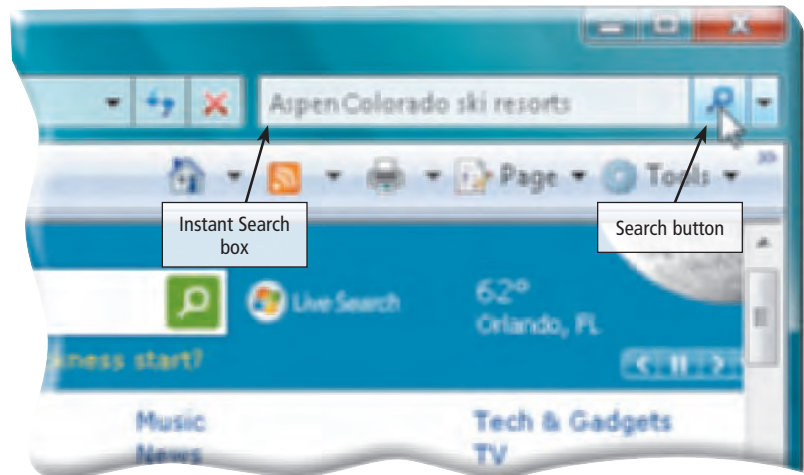 Aspen Colorado ski resorts
Page Tools
Instant Search
box
Search button
Live Search
62°
Orlando, FL
ness start?
Music
Tech & Gadgets
News
TV